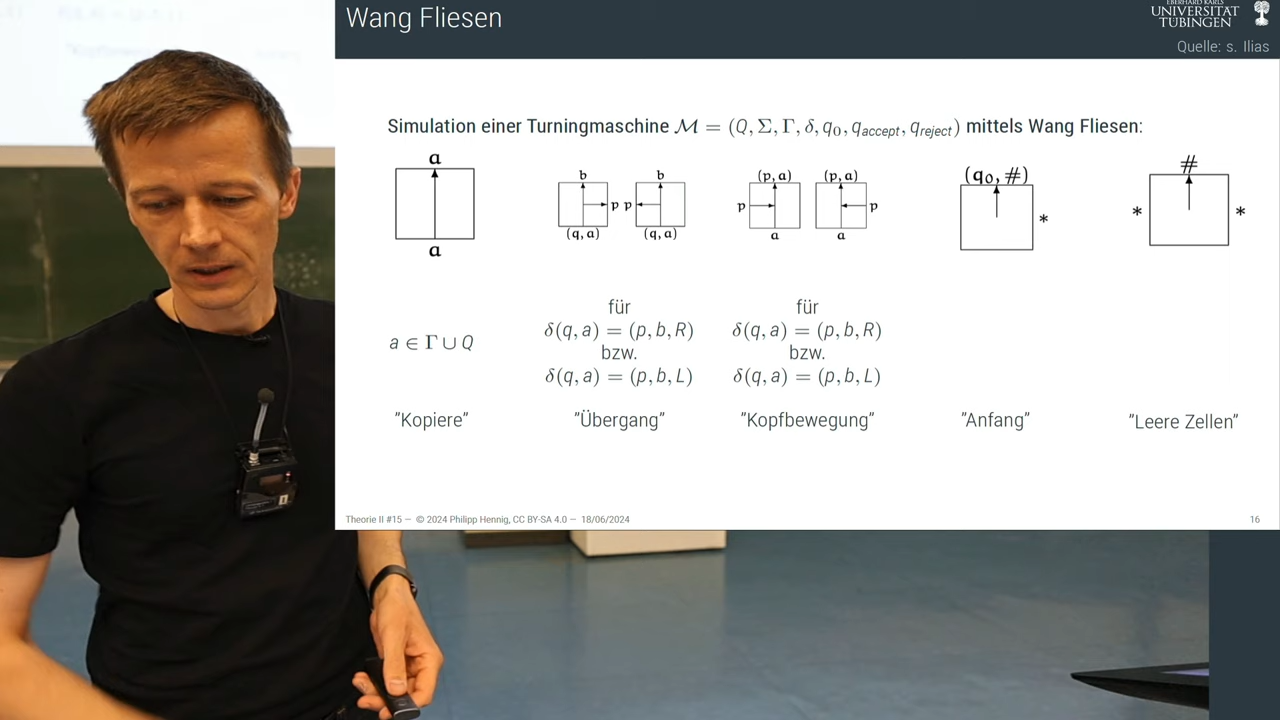 Wang Fliesen
EBERHARD KARLS
UNIVERSITÄT
TÜBINGEN
Quelle: s. Ilias
Simulation einer Turningmaschine ℳ = (Q, Σ, Γ, δ, q₀, q_accept, q_reject) mittels Wang Fliesen:
a
a
b
p
(q, a)
b
p
(q, a)
(p, a)
p
a
(p, a)
p
a
(q₀, #)
*
#
*
*
a ∈ Γ ∪ Q
für
δ(q, a) = (p, b, R)
bzw.
δ(q, a) = (p, b, L)
für
δ(q, a) = (p, b, R)
bzw.
δ(q, a) = (p, b, L)
"Kopiere"
"Übergang"
"Kopfbewegung"
"Anfang"
"Leere Zellen"
Theorie II #15 — © 2024 Philipp Hennig, CC BY-SA 4.0 — 18/06/2024
16